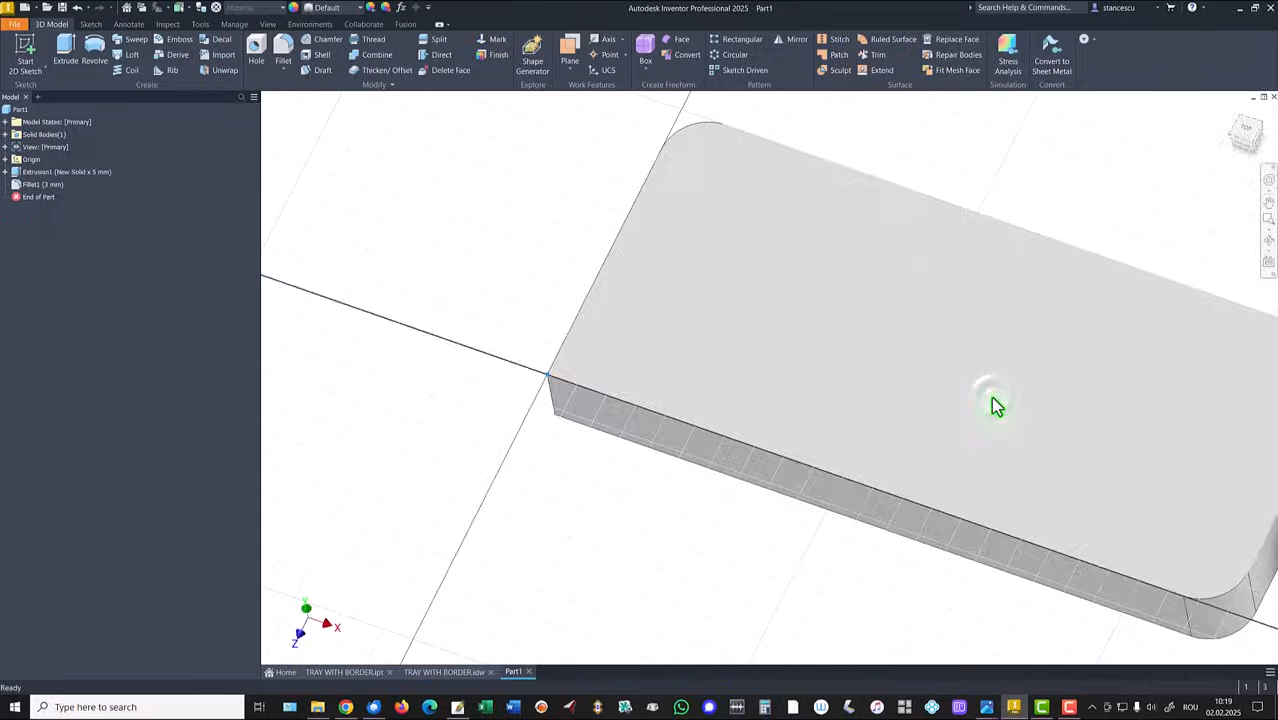 Material
Default
Autodesk Inventor Professional 2025 Part1
Search Help & Commands...
stancescu
File 3D Model Sketch Annotate Inspect Tools Manage View Environments Collaborate Fusion
Start
2D Sketch
Sketch
Extrude
Revolve
Sweep Emboss Decal
Loft Derive Import
Coil Rib Unwrap
Create
Hole
Fillet
Chamfer Thread
Shell Combine
Draft Thicken/ Offset
Split
Direct
Delete Face
Modify
Mark
Finish
Shape
Generator
Explore
Plane
Axis
Point
UCS
Work Features
Box
Face
Convert
Create Freeform
Rectangular Mirror
Circular
Sketch Driven
Pattern
Stitch Ruled Surface Replace Face
Patch Trim Repair Bodies
Sculpt Extend Fit Mesh Face
Surface
Stress
Analysis
Simulation
Convert to
Sheet Metal
Convert
Model
Part1
Model States: [Primary]
Solid Bodies(1)
View: [Primary]
Origin
Extrusion1 (New Solid x 5 mm)
Fillet1 (3 mm)
End of Part
TOP
Y
X
Z
Home TRAY WITH BORDER.ipt TRAY WITH BORDER.idw Part1
Ready
1 3
Type here to search
ROU
10:19
02.02.2025